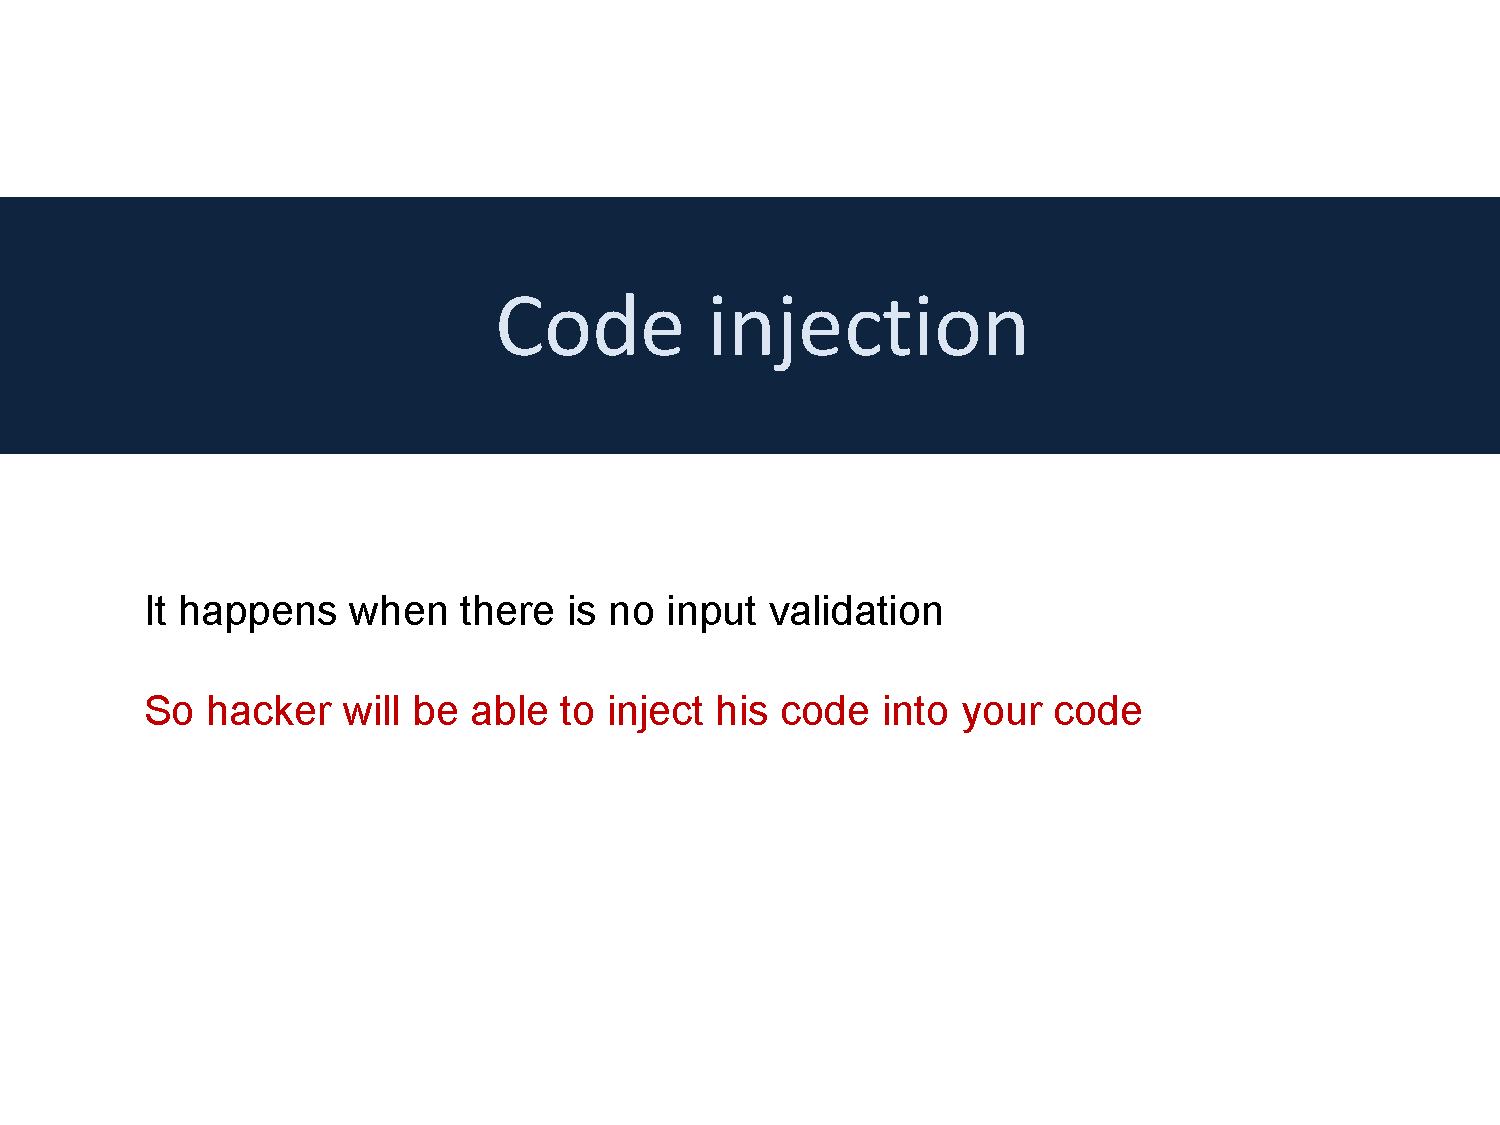 Code injection
It happens when there is no input validation
So hacker will be able to inject his code into your code